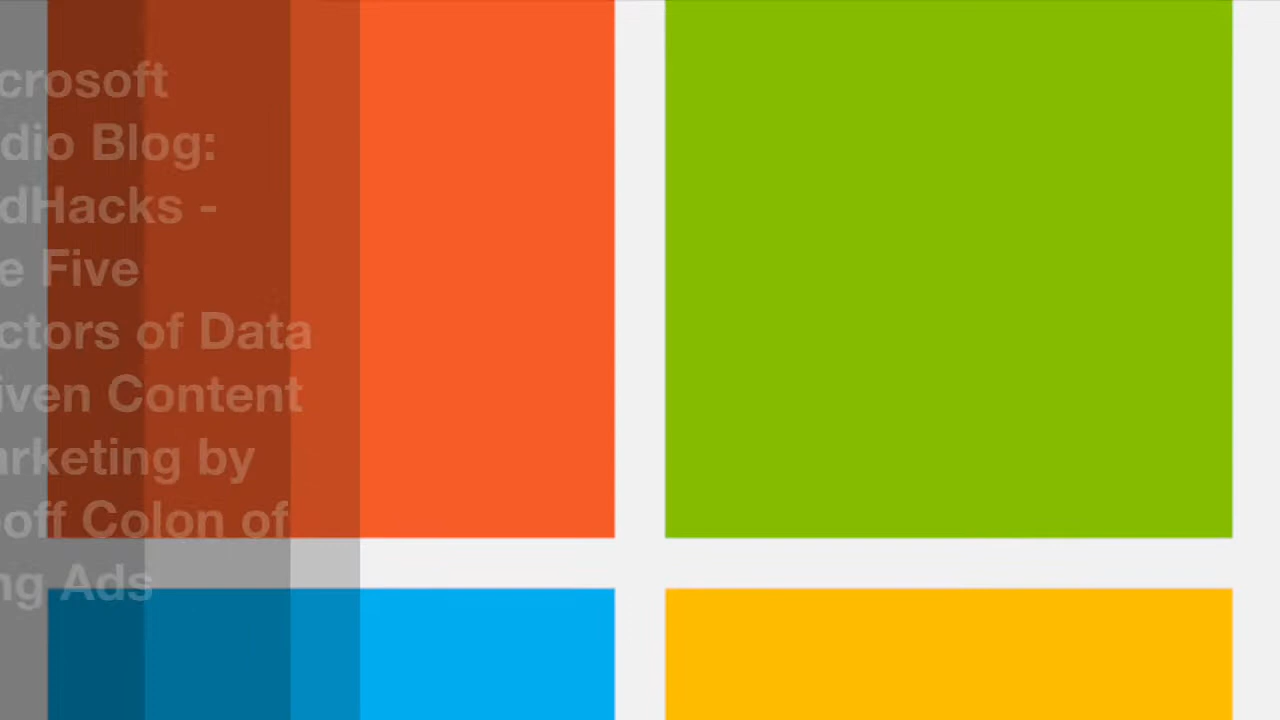 crosoft
dio Blog:
dHacks -
e Five
ctors of Data
iven Content
arketing by
off Colon of
ng Ads